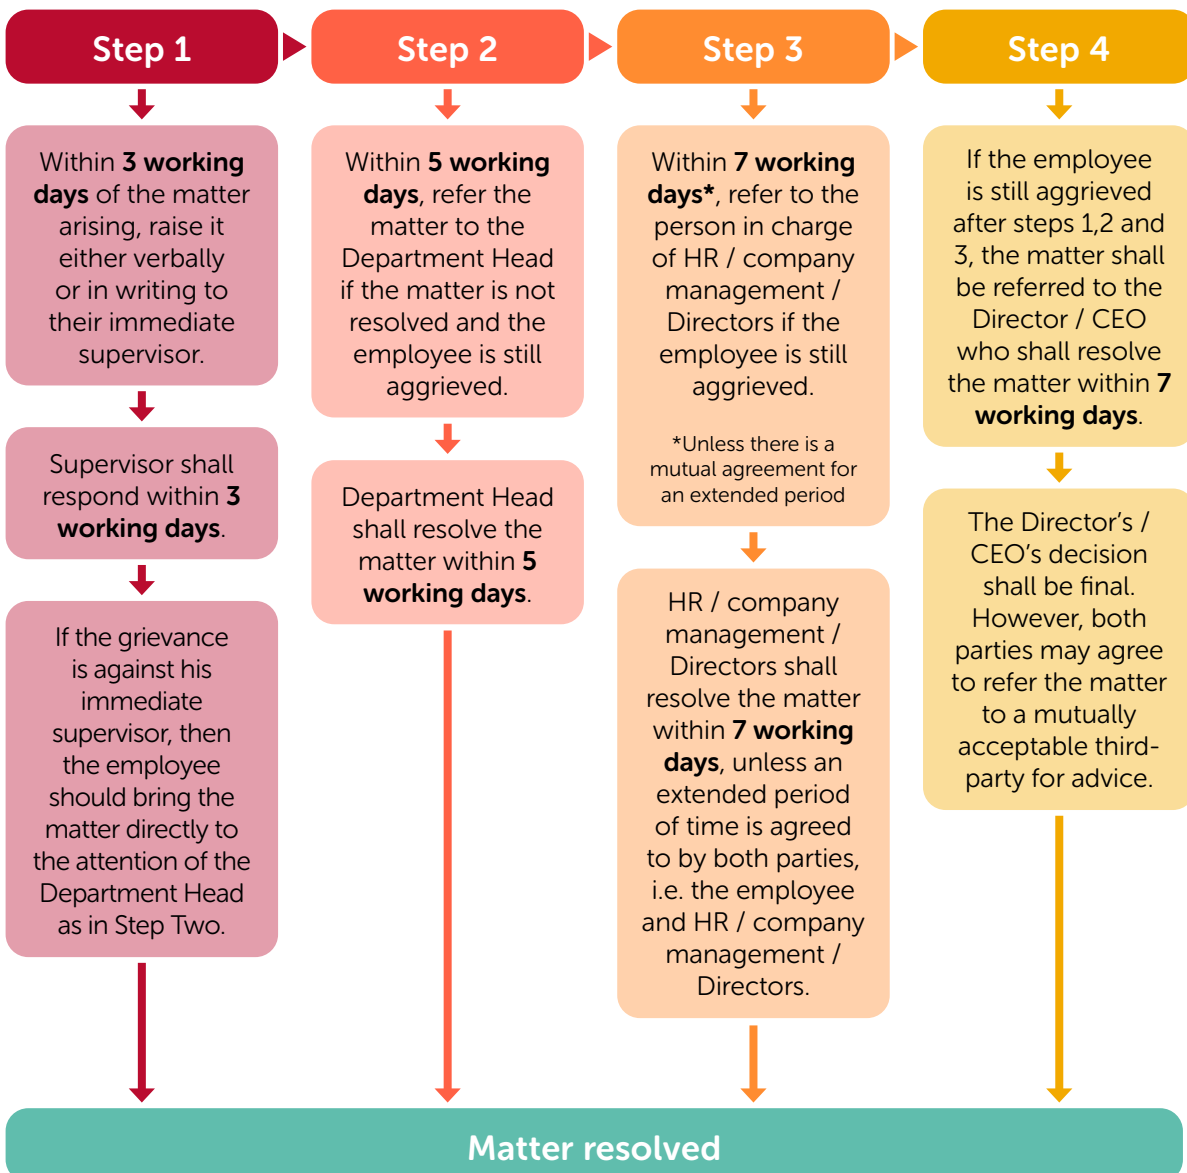 Step 1
Within 3 working
days of the matter
arising, raise it
either verbally
or in writing to
their immediate
supervisor.
Supervisor shall
respond within 3
working days.
If the grievance
is against his
immediate
supervisor, then
the employee
should bring the
matter directly to
the attention of the
Department Head
as in Step Two.
Step 2
Within 5 working
days, refer the
matter to the
Department Head
if the matter is not
resolved and the
employee is still
aggrieved.
Department Head
shall resolve the
matter within 5
working days.
Step 3
Within 7 working
days*, refer to the
person in charge
of HR / company
management /
Directors if the
employee is still
aggrieved.
*Unless there is a
mutual agreement for
an extended period
HR / company
management /
Directors shall
resolve the matter
within 7 working
days, unless an
extended period
of time is agreed
to by both parties,
i.e. the employee
and HR / company
management /
Directors.
Step 4
If the employee
is still aggrieved
after steps 1,2 and
3, the matter shall
be referred to the
Director / CEO
who shall resolve
the matter within 7
working days.
The Director’s /
CEO’s decision
shall be final.
However, both
parties may agree
to refer the matter
to a mutually
acceptable third-
party for advice.
Matter resolved